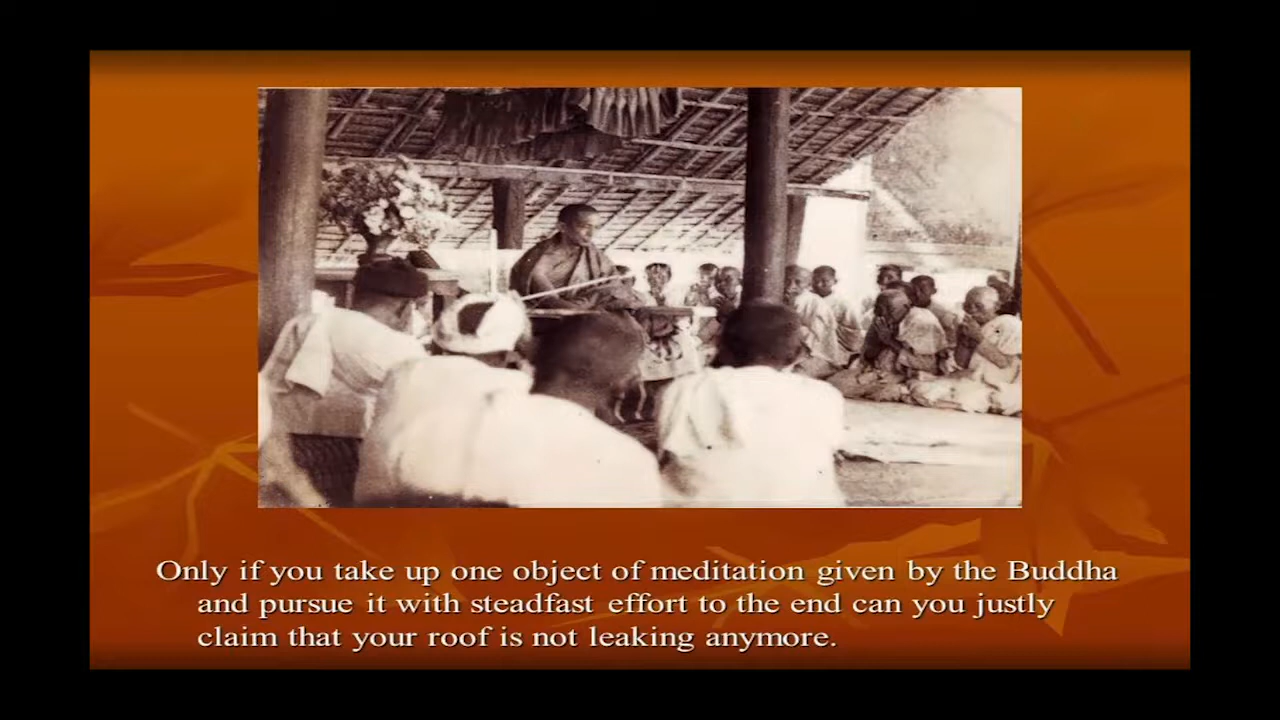 Only if you take up one object of meditation given by the Buddha
and pursue it with steadfast effort to the end can you justly
claim that your roof is not leaking anymore.